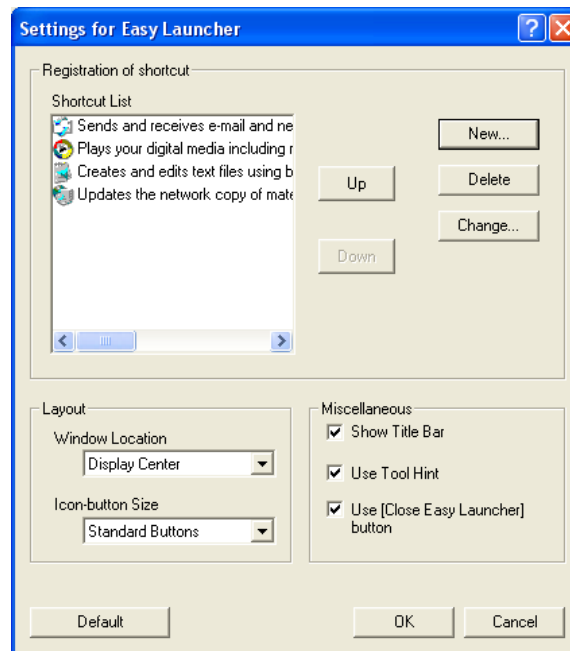 Settings for Easy Launcher
Registration of shortcut
Shortcut List
Sends and receives e-mail and ne
Plays your digital media including
Creates and edits text files using b
Updates the network copy of mate
Up
Down
New...
Delete
Change...
Layout
Window Location
Display Center
Icon-button Size
Standard Buttons
Miscellaneous
Show Title Bar
Use Tool Hint
Use [Close Easy Launcher]
button
Default
OK
Cancel